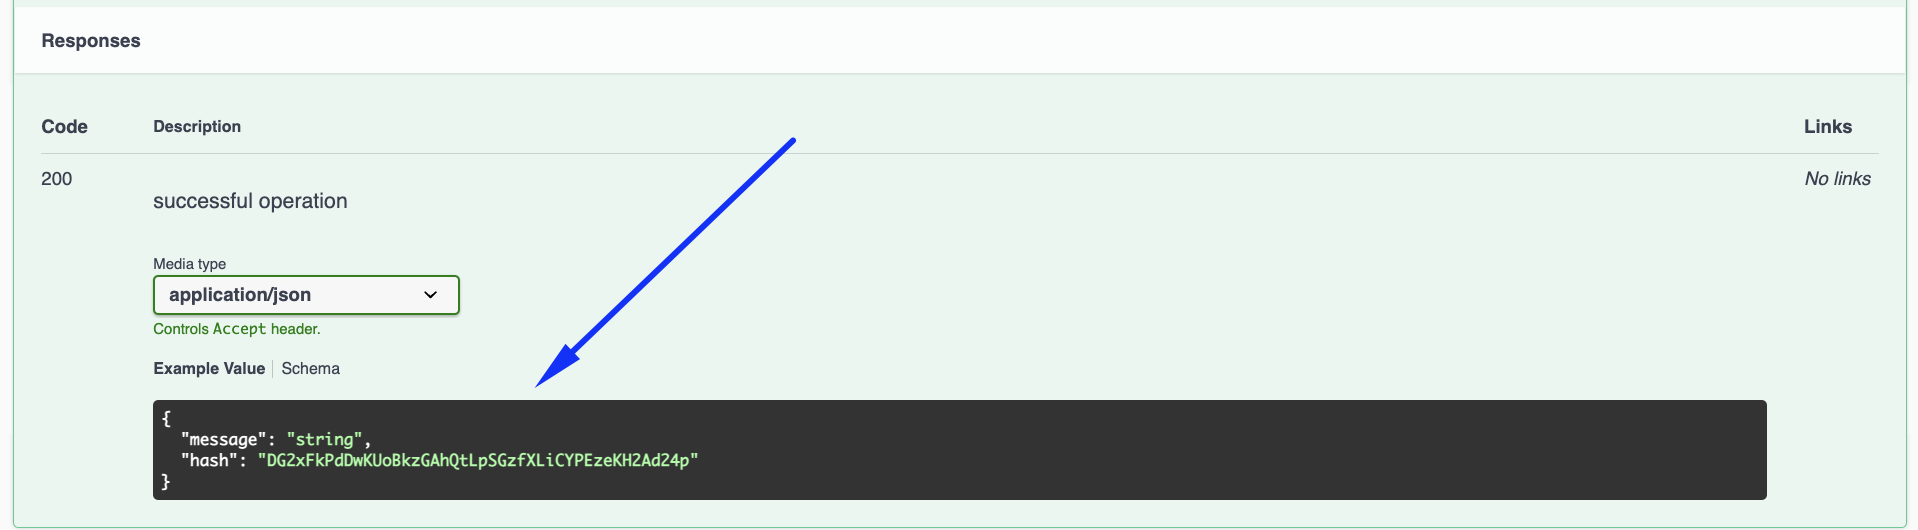 Responses
Code Description Links
200 successful operation No links
Media type
application/json
Controls Accept header.
Example Value | Schema
{
"message": "string",
"hash": "DG2xFkPdDwKUoBkzGAhQtLpSGzfXLiCYPEzeKH2Ad24p"
}